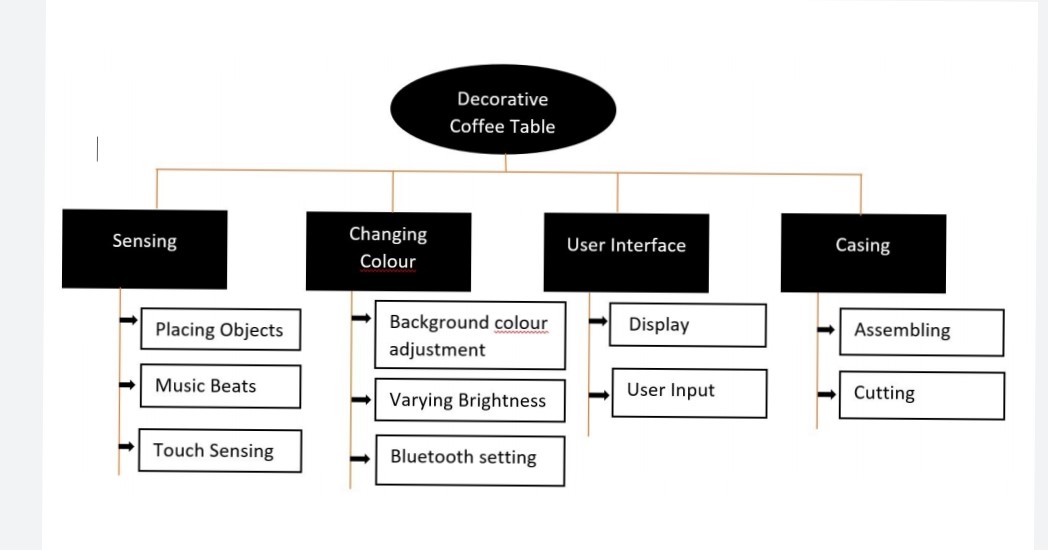 Decorative
Coffee Table
Sensing
Changing
Colour
User Interface
Casing
Placing Objects
Music Beats
Touch Sensing
Background colour
adjustment
Varying Brightness
Bluetooth setting
Display
User Input
Assembling
Cutting